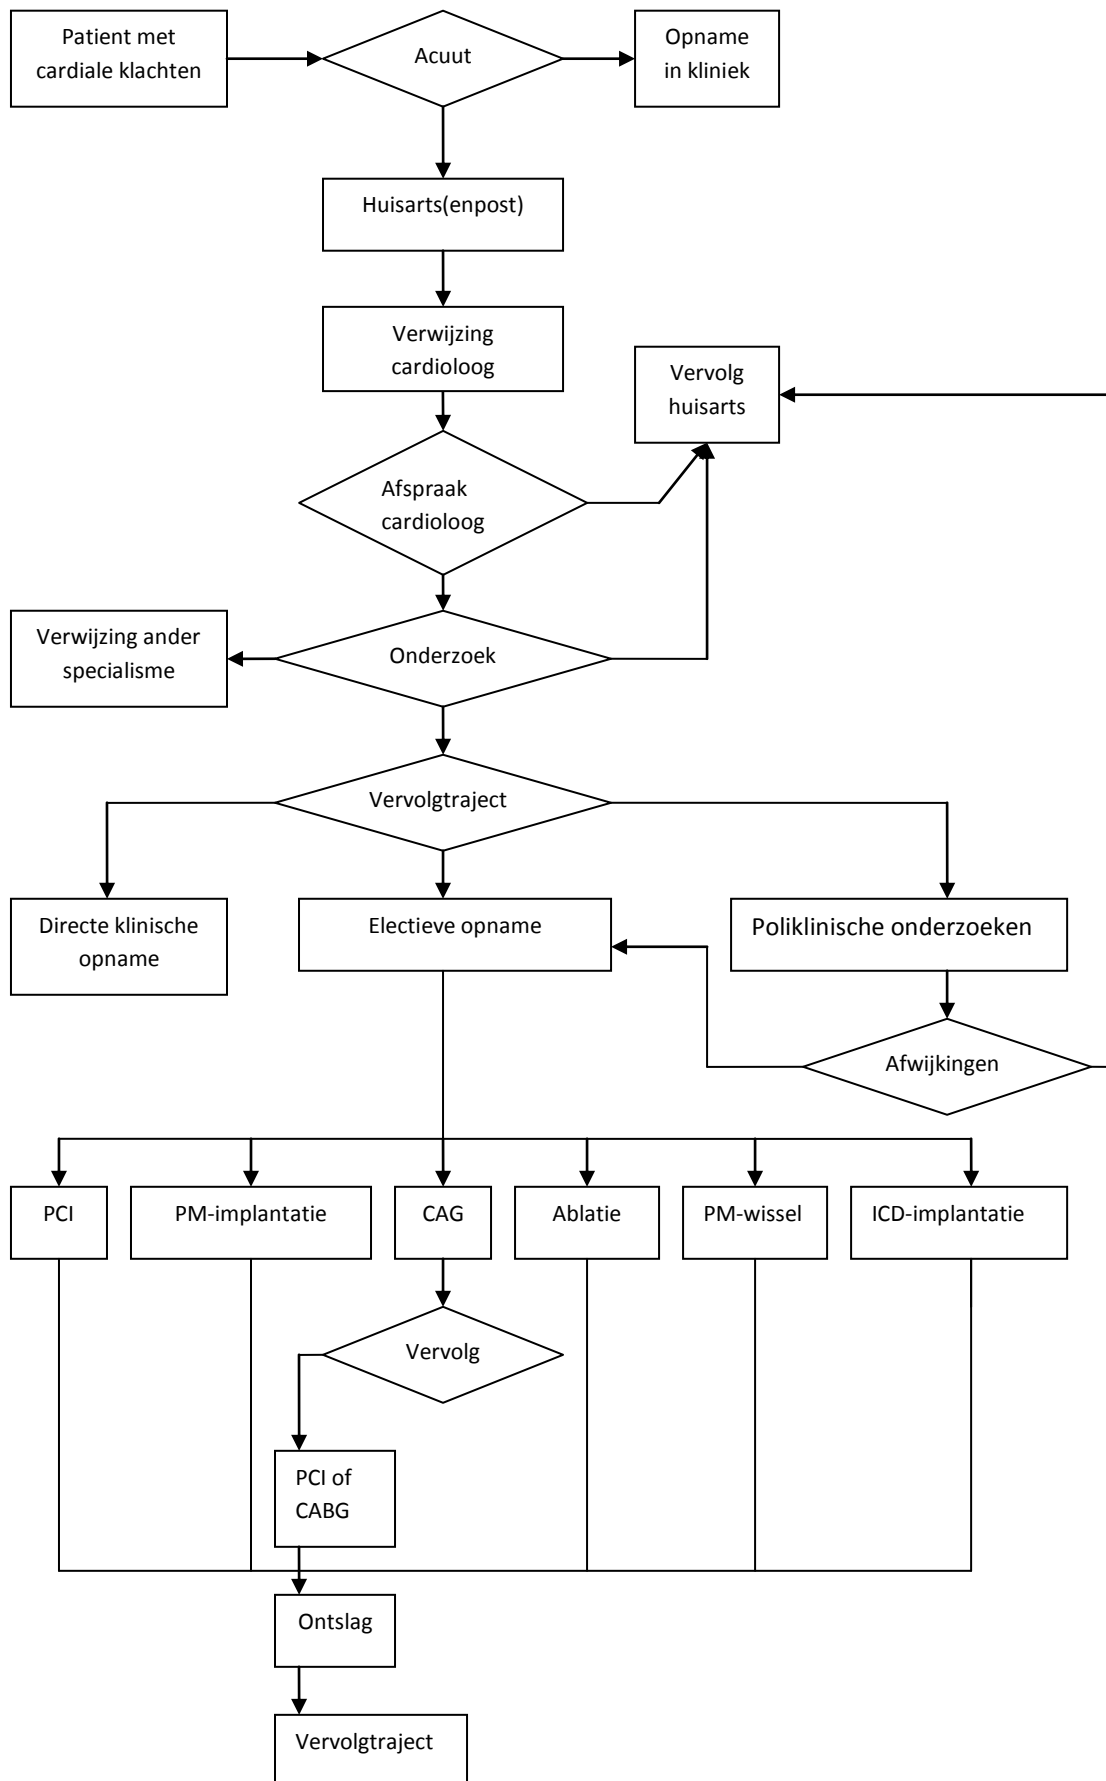 Patient met
cardiale klachten
Acuut
Opname
in kliniek
Huisarts(enpost)
Verwijzing
cardioloog
Vervolg
huisarts
Afspraak
cardioloog
Verwijzing ander
specialisme
Onderzoek
Vervolgtraject
Directe klinische
opname
Electieve opname
Poliklinische onderzoeken
Afwijkingen
PCI
PM-implantatie
CAG
Ablatie
PM-wissel
ICD-implantatie
Vervolg
PCI of
CABG
Ontslag
Vervolgtraject